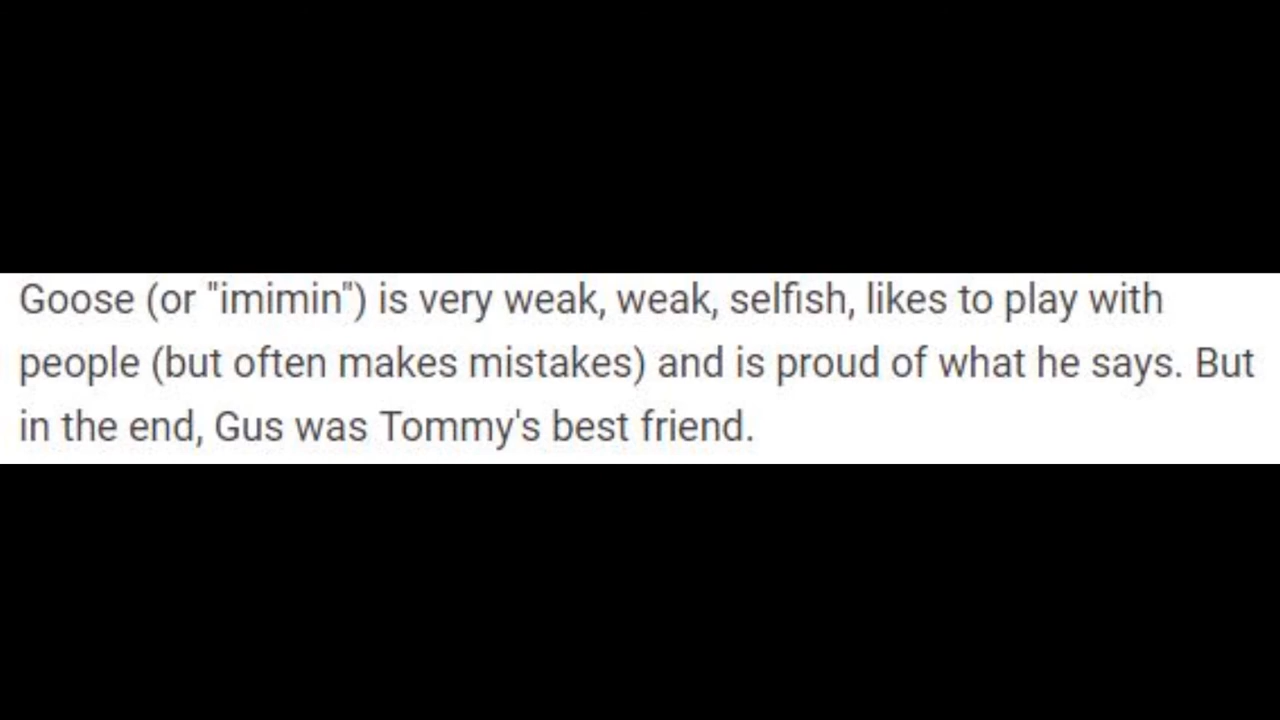 Goose (or "imimin") is very weak, weak, selfish, likes to play with
people (but often makes mistakes) and is proud of what he says. But
in the end, Gus was Tommy's best friend.